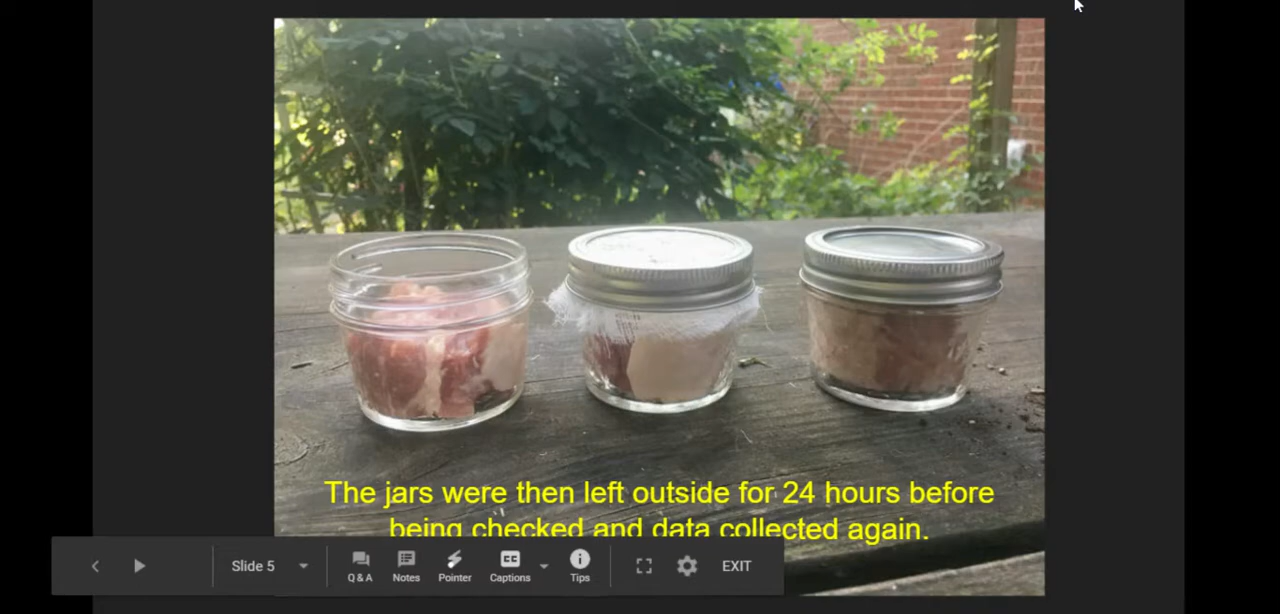 The jars were then left outside for 24 hours before
being checked and data collected again.
Slide 5
Q & A
Notes
Pointer
CC
Captions
Tips
EXIT